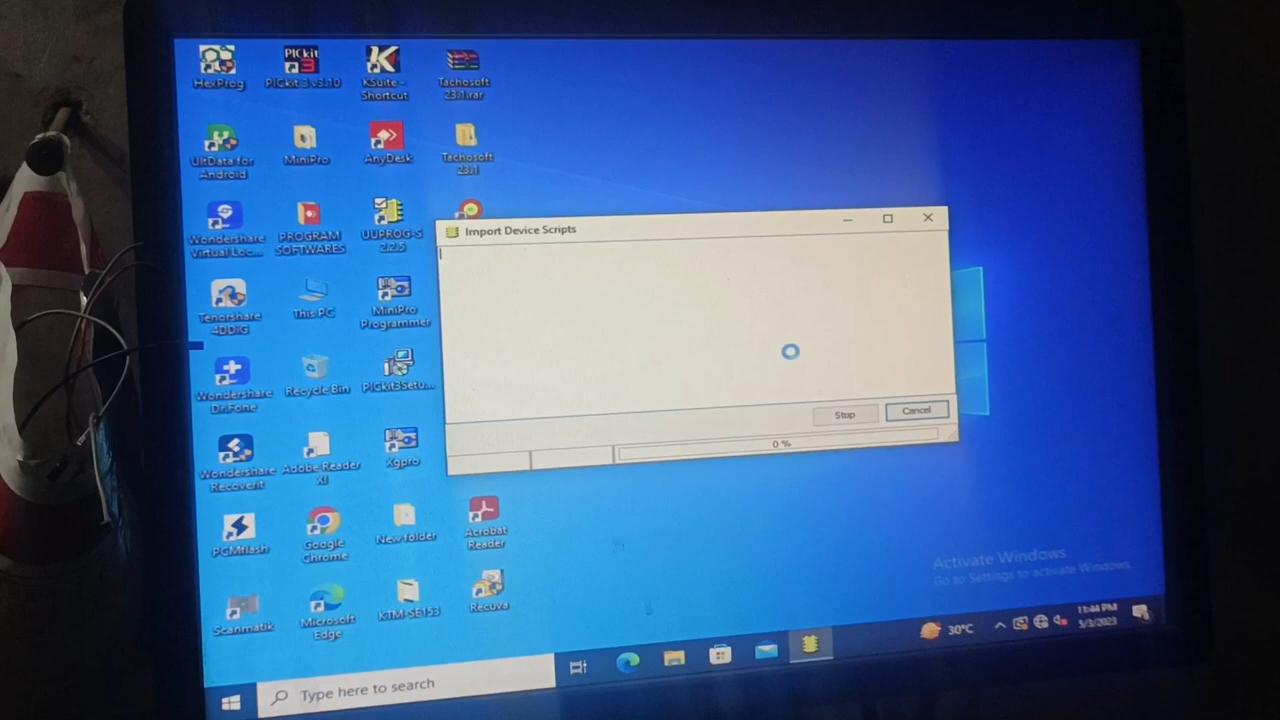 HexProg
PICkit 3 v3.10
KSuite -
Shortcut
Tachosoft
23.1.rar
UltData for
Android
MiniPro
AnyDesk
Tachosoft
23.1
Wondershare
Virtual Loc...
PROGRAM
SOFTWARES
UUPROG-S
2.2.5
Tenorshare
4DDiG
This PC
MiniPro
Programmer
Wondershare
Dr.Fone
Recycle Bin
PICkit3Setu...
Wondershare
Recoverit
Adobe Reader
XI
Xgpro
PCMflash
Google
Chrome
New folder
Acrobat
Reader
Scanmatik
Microsoft
Edge
KTM-SE153
Recuva
PICkit
3
Import Device Scripts
Stop
Cancel
0 %
Activate Windows
Go to Settings to activate Windows.
Type here to search
30°C
11:44 PM
5/3/2023